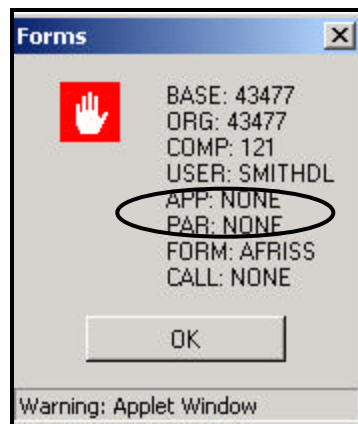 Forms
BASE: 43477
ORG: 43477
COMP: 121
USER: SMITHDL
APP: NONE
PAR: NONE
FORM: AFRISS
CALL: NONE
OK
Warning: Applet Window